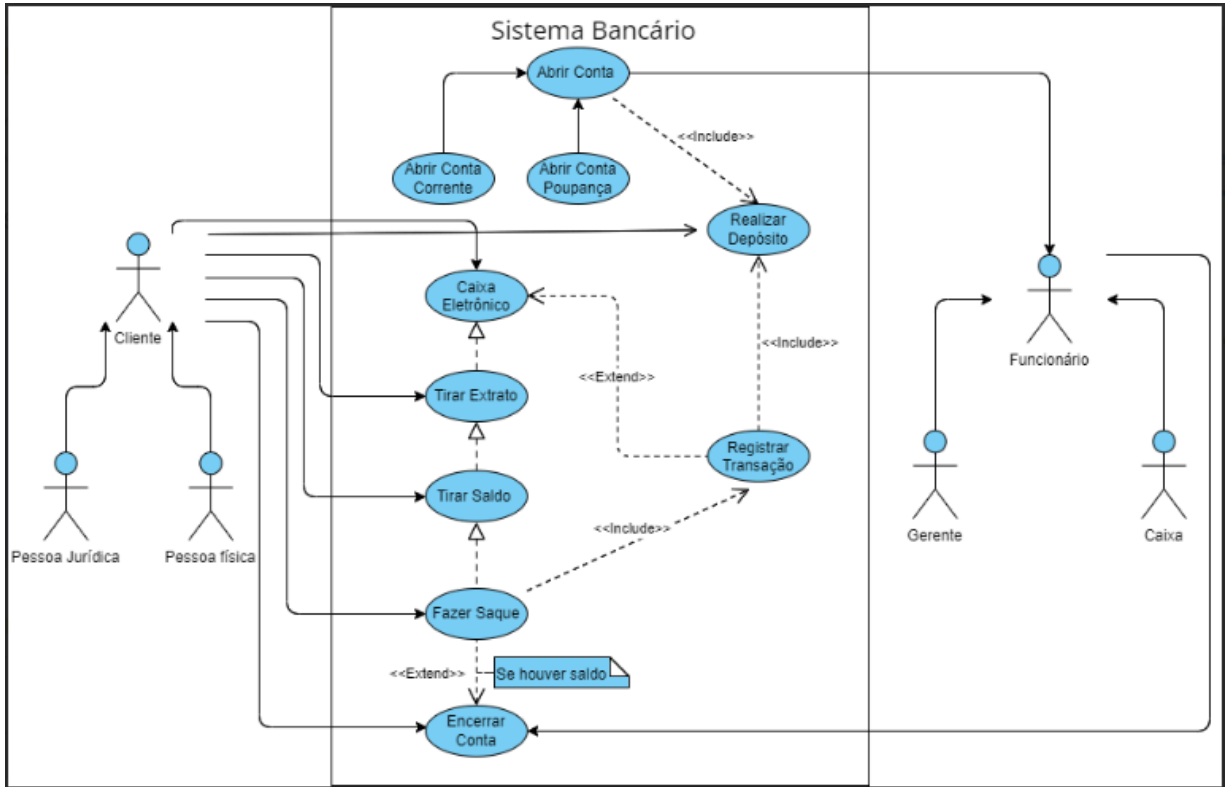 Sistema Bancário
Abrir Conta
<<Include>>
Abrir Conta
Corrente
Abrir Conta
Poupança
Realizar
Depósito
Caixa
Eletrônico
Cliente
<<Include>>
Funcionário
<<Extend>>
Tirar Extrato
Registrar
Transação
Tirar Saldo
<<Include>>
Gerente
Caixa
Pessoa Jurídica
Pessoa física
Fazer Saque
<<Extend>>
Se houver saldo
Encerrar
Conta